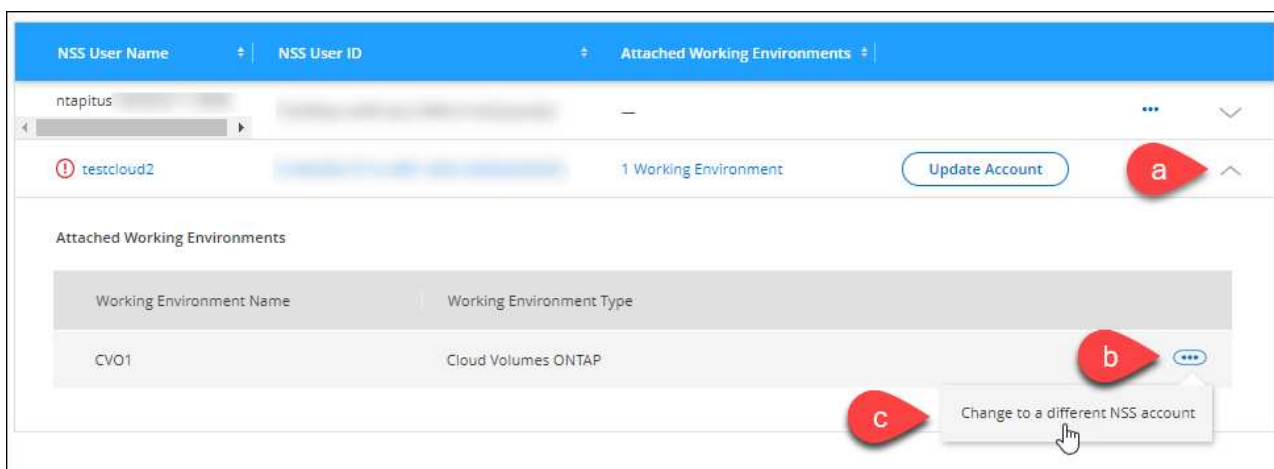 NSS User Name NSS User ID Attached Working Environments
ntapitus — •••
testcloud2 1 Working Environment Update Account a
Attached Working Environments
Working Environment Name Working Environment Type
CVO1 Cloud Volumes ONTAP b •••
c Change to a different NSS account